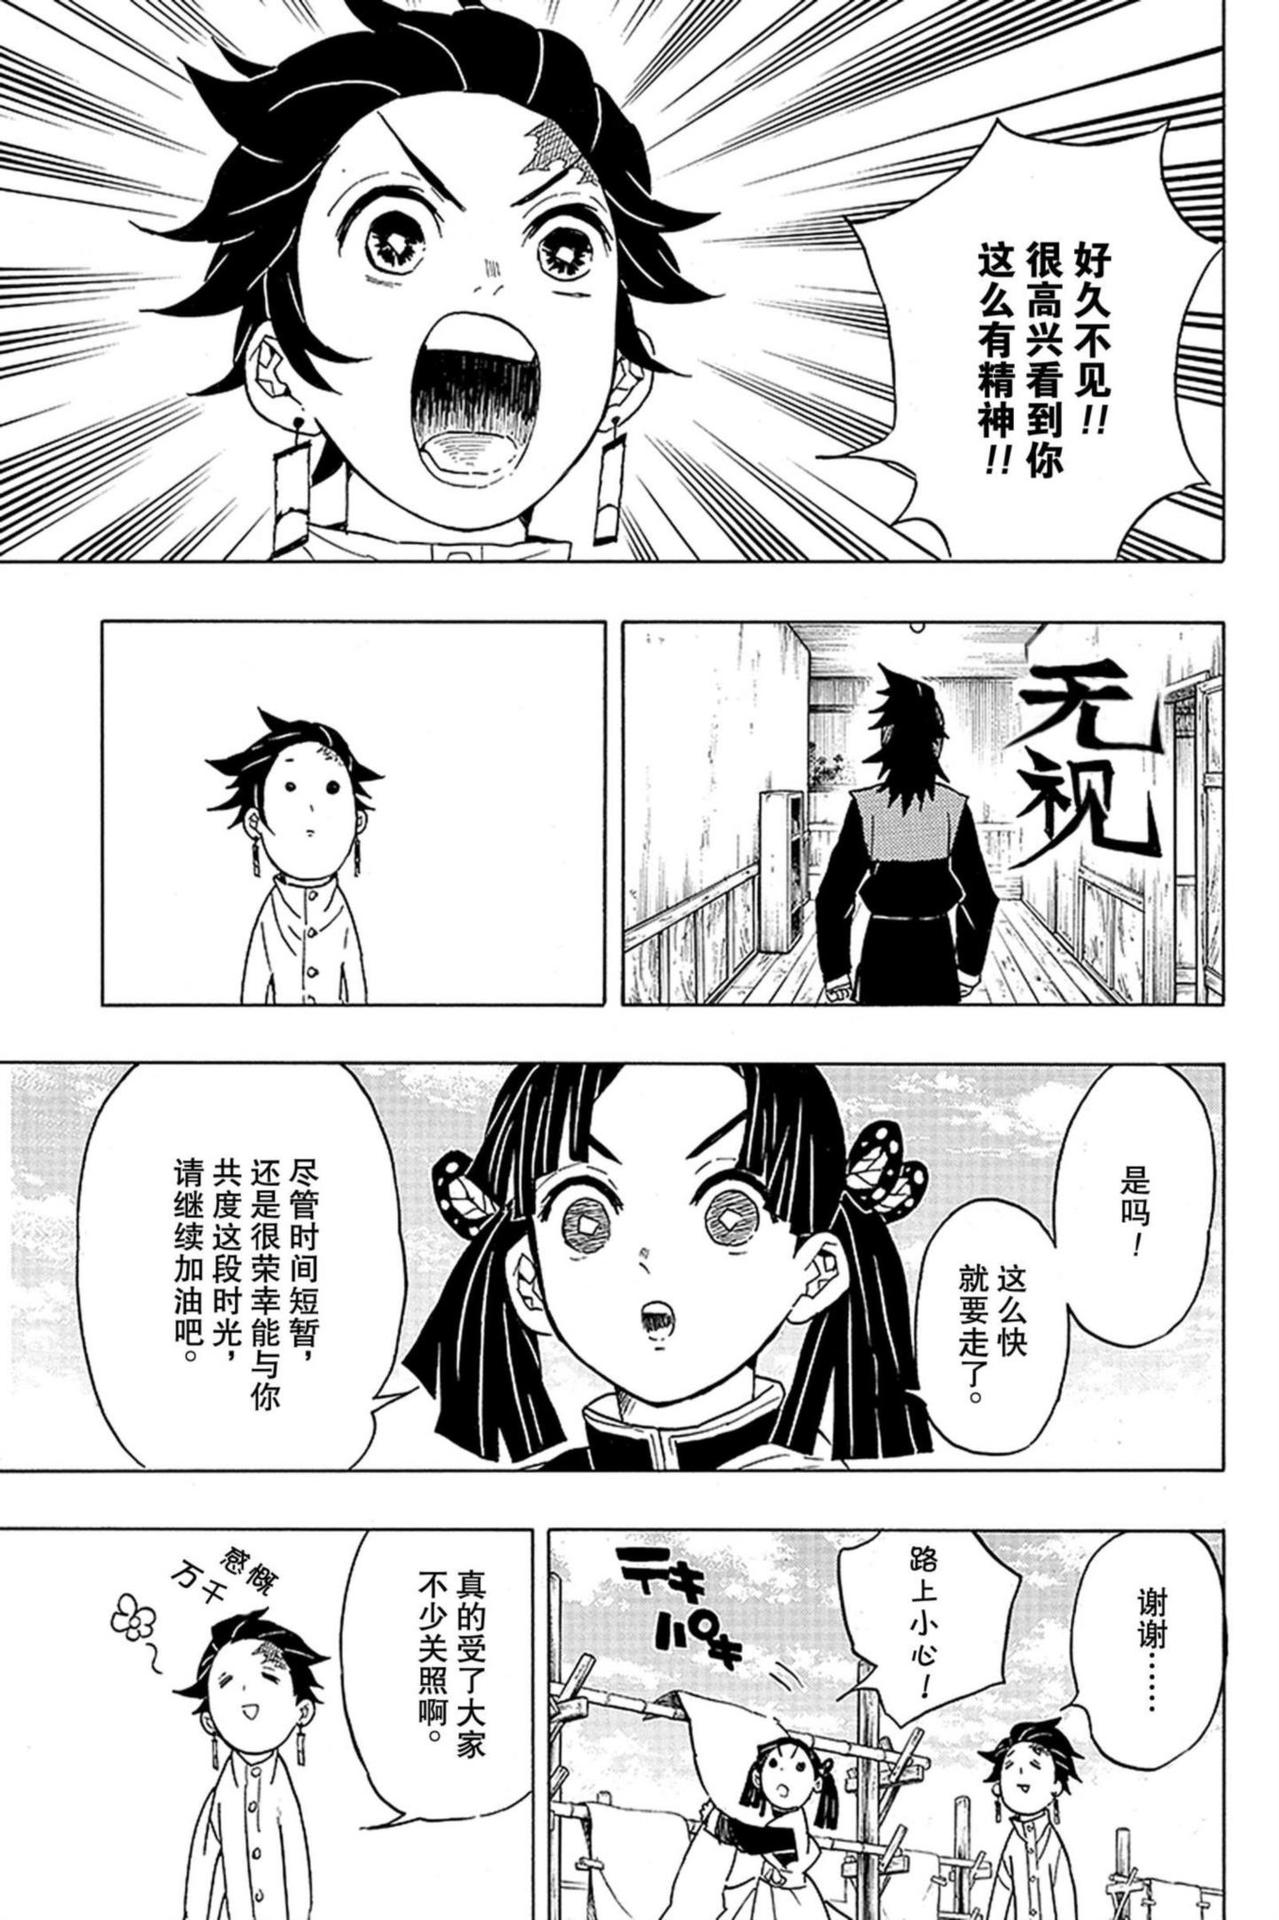 好久不见!!
很高兴看到你
这么有精神!!
无视
是吗!
这么快
就要走了。
尽管时间短暂,
还是很荣幸能与你
共度这段时光,
请继续加油吧。
谢谢……
路上小心!
テキ
パキ
真的受了大家
不少关照啊。
感慨
万千